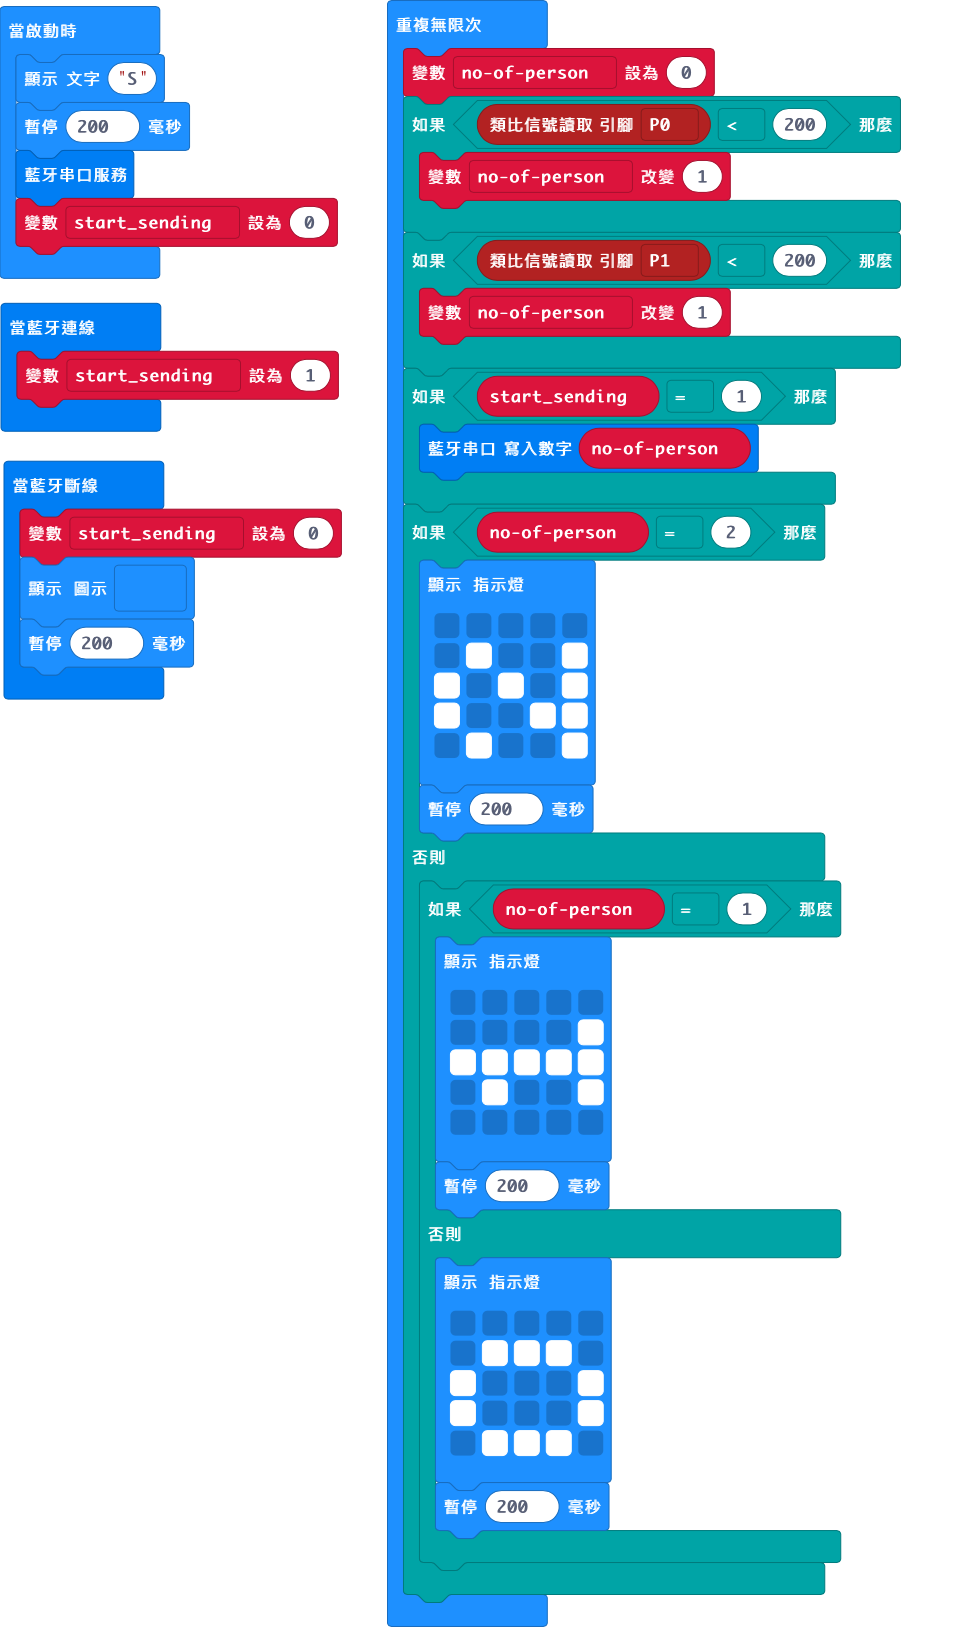 當啟動時
顯示 文字 "S"
暫停 200 毫秒
藍牙串口服務
變數 start_sending 設為 0
當藍牙連線
變數 start_sending 設為 1
當藍牙斷線
變數 start_sending 設為 0
顯示 圖示
暫停 200 毫秒
重複無限次
變數 no-of-person 設為 0
如果 類比信號讀取 引腳 P0 < 200 那麼
變數 no-of-person 改變 1
如果 類比信號讀取 引腳 P1 < 200 那麼
變數 no-of-person 改變 1
如果 start_sending = 1 那麼
藍牙串口 寫入數字 no-of-person
如果 no-of-person = 2 那麼
顯示 指示燈
暫停 200 毫秒
否則
如果 no-of-person = 1 那麼
顯示 指示燈
暫停 200 毫秒
否則
顯示 指示燈
暫停 200 毫秒